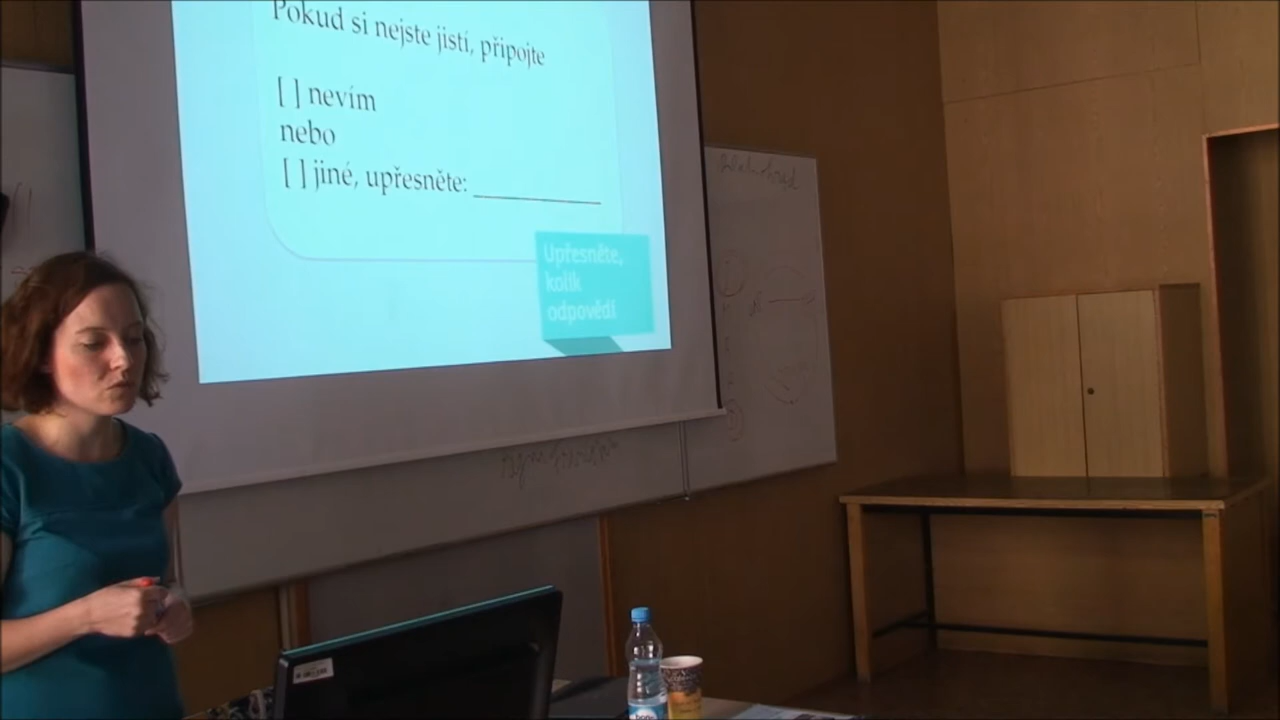 Pokud si nejste jistí, připojte
[ ] nevím
nebo
[ ] jiné, upřesněte: ___________
Upřesněte,
kolik
odpovědí